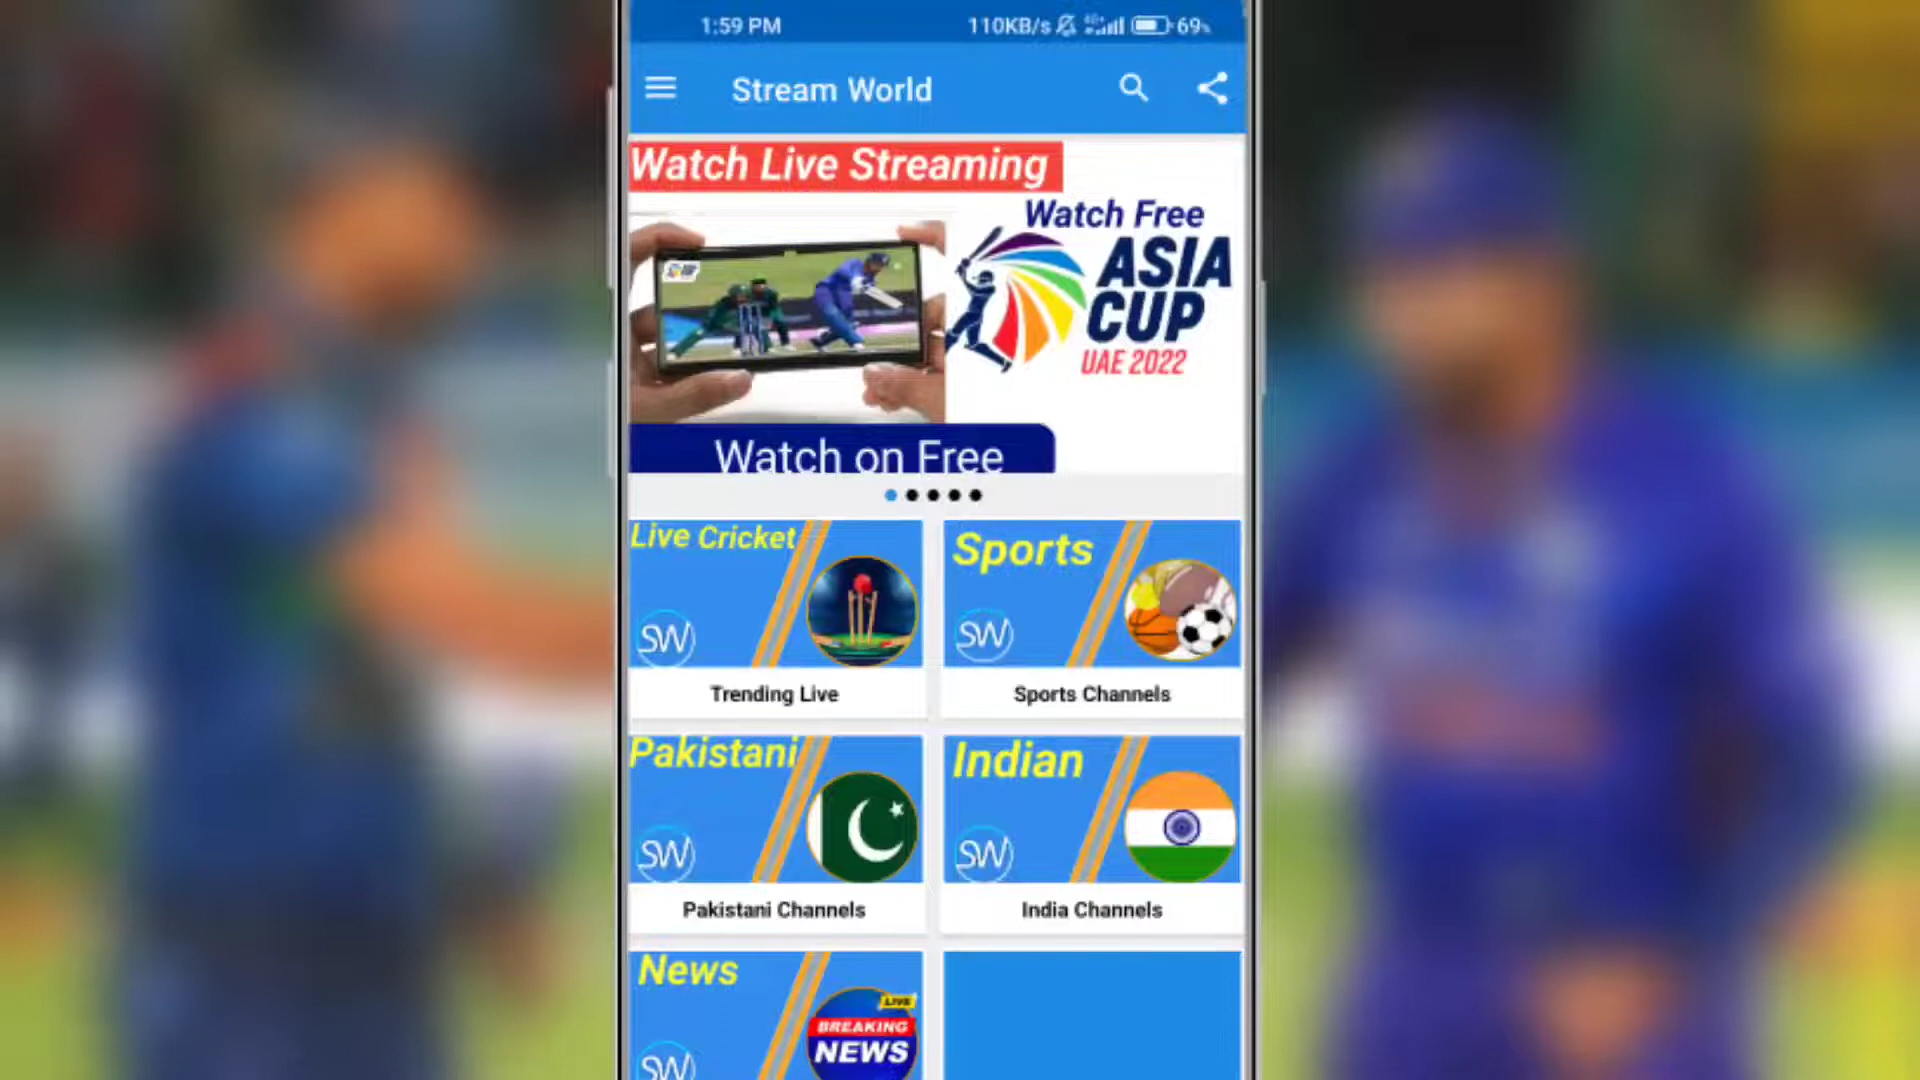 1:59 PM
110KB/s
69%
Stream World
Watch Live Streaming
Watch Free
ASIA
CUP
UAE 2022
Watch on Free
Live Cricket
SW
Trending Live
Sports
SW
Sports Channels
Pakistani
SW
Pakistani Channels
Indian
SW
India Channels
News
SW
LIVE
BREAKING
NEWS